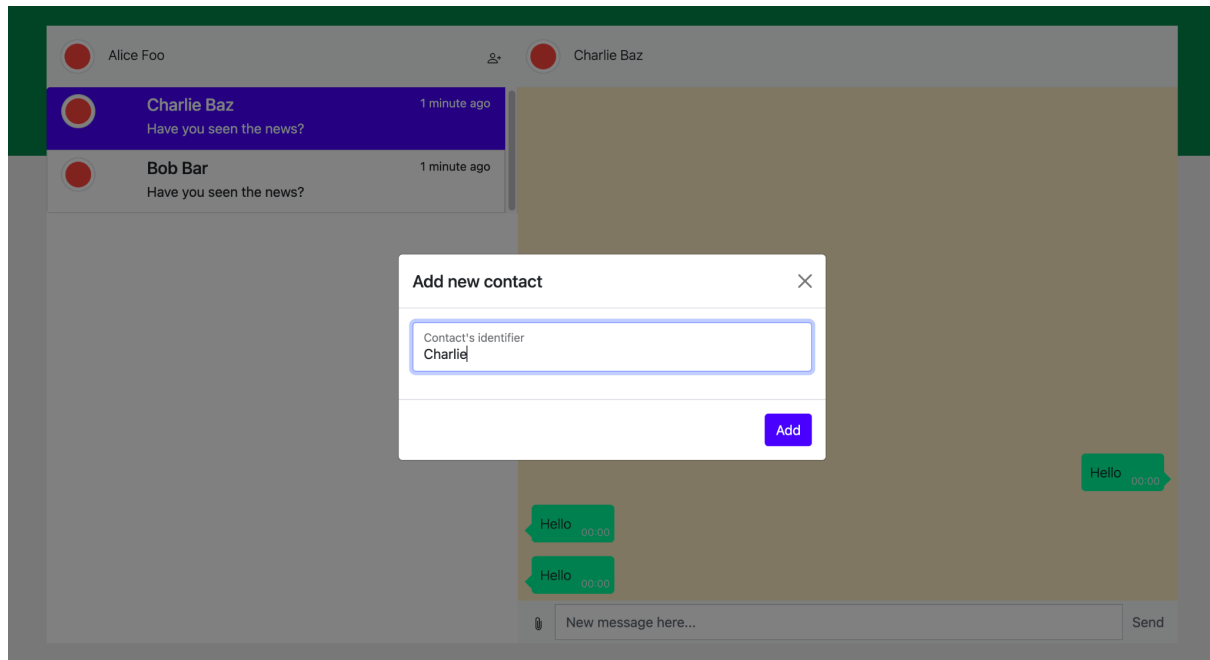 Alice Foo
Charlie Baz
Charlie Baz
1 minute ago
Have you seen the news?
Bob Bar
1 minute ago
Have you seen the news?
Add new contact
Contact's identifier
Charlie
Add
Hello 00:00
Hello 00:00
Hello 00:00
New message here...
Send